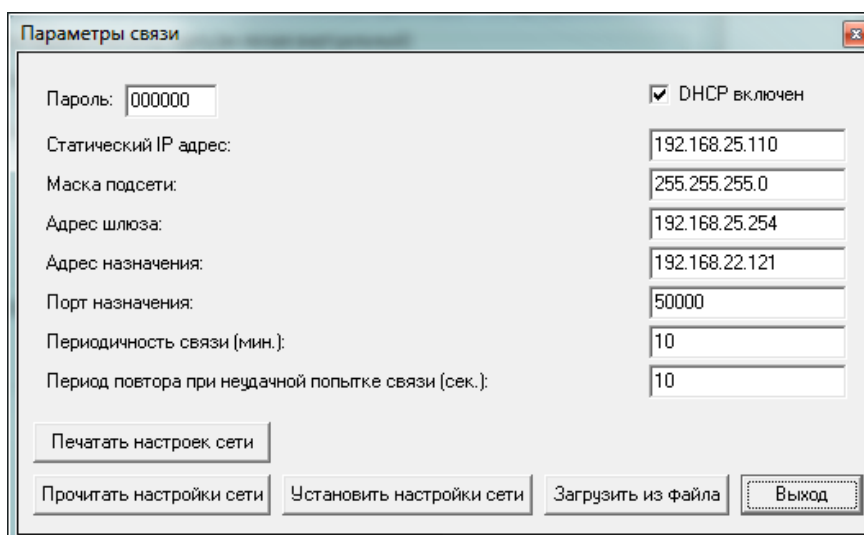 Параметры связи
Пароль: 000000 DHCP включен
Статический IP адрес: 192.168.25.110
Маска подсети: 255.255.255.0
Адрес шлюза: 192.168.25.254
Адрес назначения: 192.168.22.121
Порт назначения: 50000
Периодичность связи (мин.): 10
Период повтора при неудачной попытке связи (сек.): 10
Печатать настроек сети
Прочитать настройки сети Установить настройки сети Загрузить из файла Выход